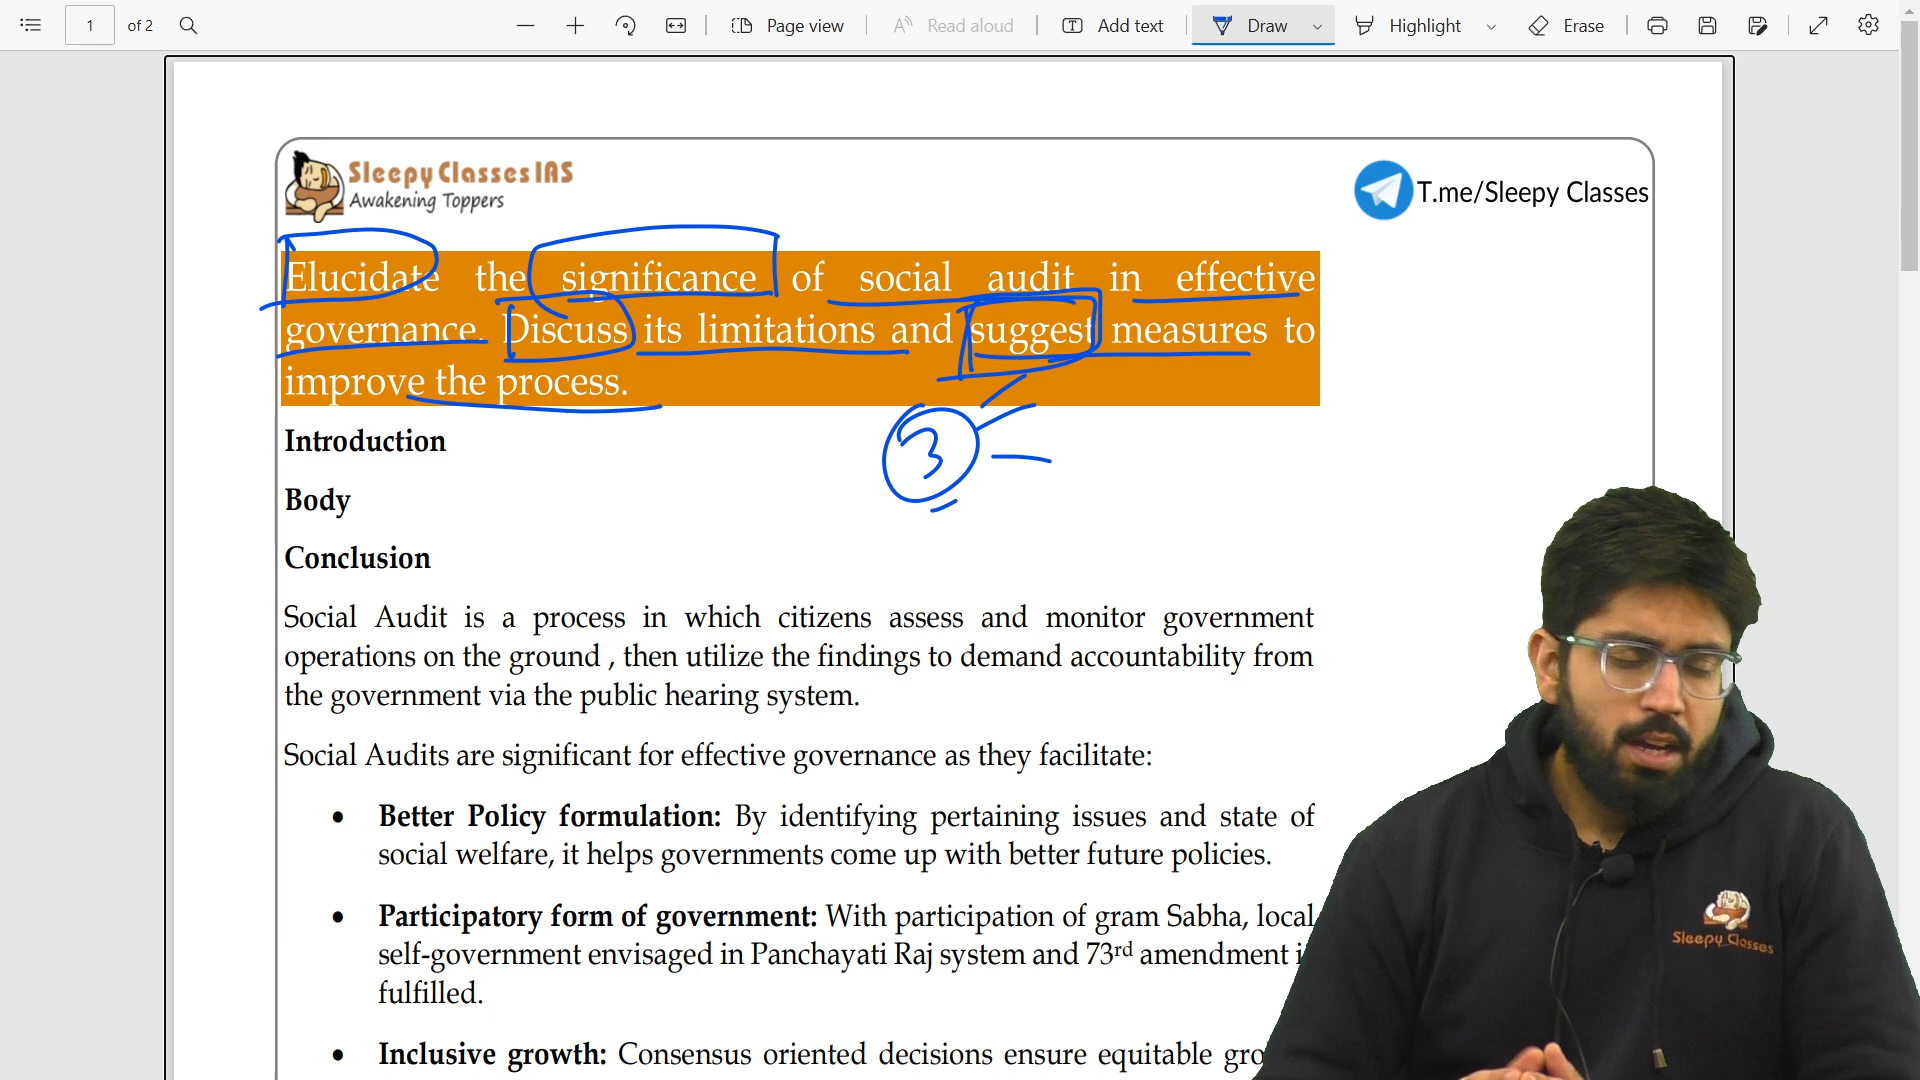 1 of 2 Page view Read aloud Add text Draw Highlight Erase
Sleepy Classes IAS
Awakening Toppers
T.me/Sleepy Classes
Elucidate the significance of social audit in effective
governance. Discuss its limitations and suggest measures to
improve the process.
3
Introduction
Body
Conclusion
Social Audit is a process in which citizens assess and monitor government
operations on the ground , then utilize the findings to demand accountability from
the government via the public hearing system.
Social Audits are significant for effective governance as they facilitate:
• Better Policy formulation: By identifying pertaining issues and state of
social welfare, it helps governments come up with better future policies.
• Participatory form of government: With participation of gram Sabha, local
self-government envisaged in Panchayati Raj system and 73rd amendment
fulfilled.
• Inclusive growth: Consensus oriented decisions ensure equitable
Sleepy Classes